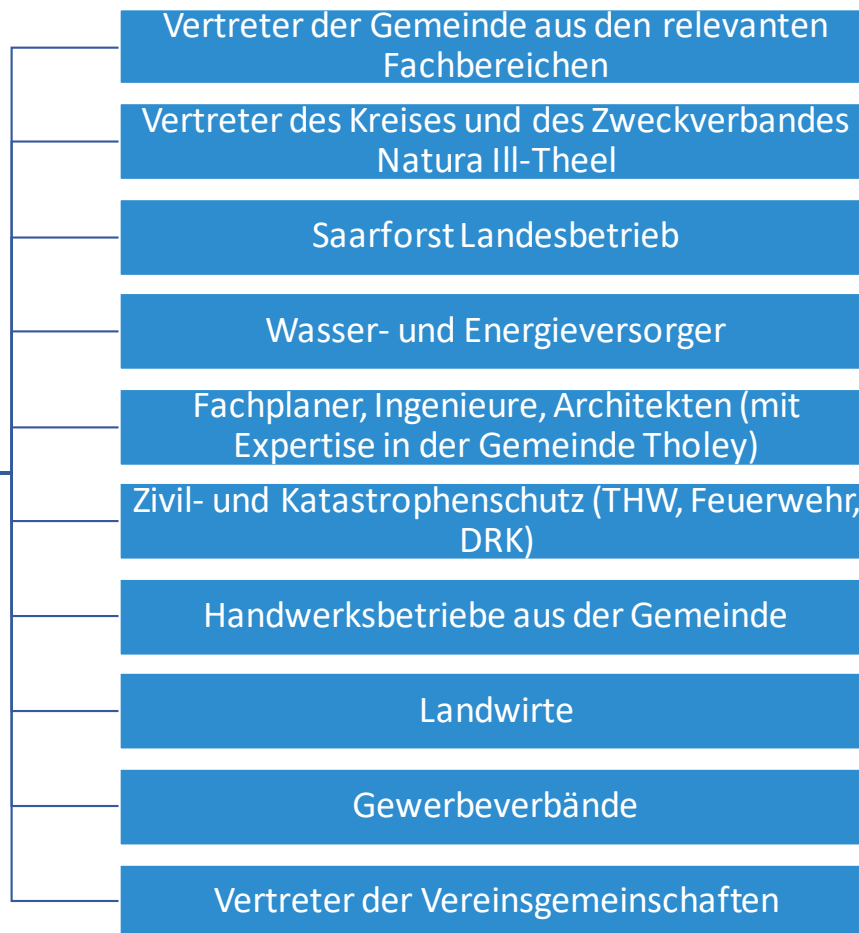 Vertreter der Gemeinde aus den relevanten
Fachbereichen
Vertreter des Kreises und des Zweckverbandes
Natura Ill-Theel
Saarforst Landesbetrieb
Wasser- und Energieversorger
Fachplaner, Ingenieure, Architekten (mit
Expertise in der Gemeinde Tholey)
Zivil- und Katastrophenschutz (THW, Feuerwehr,
DRK)
Handwerksbetriebe aus der Gemeinde
Landwirte
Gewerbeverbände
Vertreter der Vereinsgemeinschaften